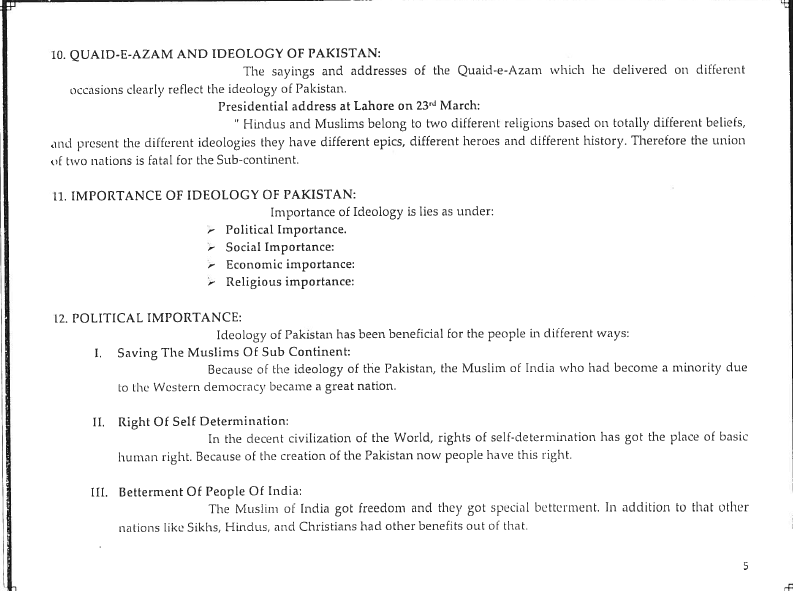 10. QUAID-E-AZAM AND IDEOLOGY OF PAKISTAN:
The sayings and addresses of the Quaid-e-Azam which he delivered on different
occasions clearly reflect the ideology of Pakistan.
Presidential address at Lahore on 23rd March:
" Hindus and Muslims belong to two different religions based on totally different beliefs,
and present the different ideologies they have different epics, different heroes and different history. Therefore the union
of two nations is fatal for the Sub-continent.
11. IMPORTANCE OF IDEOLOGY OF PAKISTAN:
Importance of Ideology is lies as under:
➢ Political Importance.
➢ Social Importance:
➢ Economic importance:
➢ Religious importance:
12. POLITICAL IMPORTANCE:
Ideology of Pakistan has been beneficial for the people in different ways:
I. Saving The Muslims Of Sub Continent:
Because of the ideology of the Pakistan, the Muslim of India who had become a minority due
to the Western democracy became a great nation.
II. Right Of Self Determination:
In the decent civilization of the World, rights of self-determination has got the place of basic
human right. Because of the creation of the Pakistan now people have this right.
III. Betterment Of People Of India:
The Muslim of India got freedom and they got special betterment. In addition to that other
nations like Sikhs, Hindus, and Christians had other benefits out of that.
5